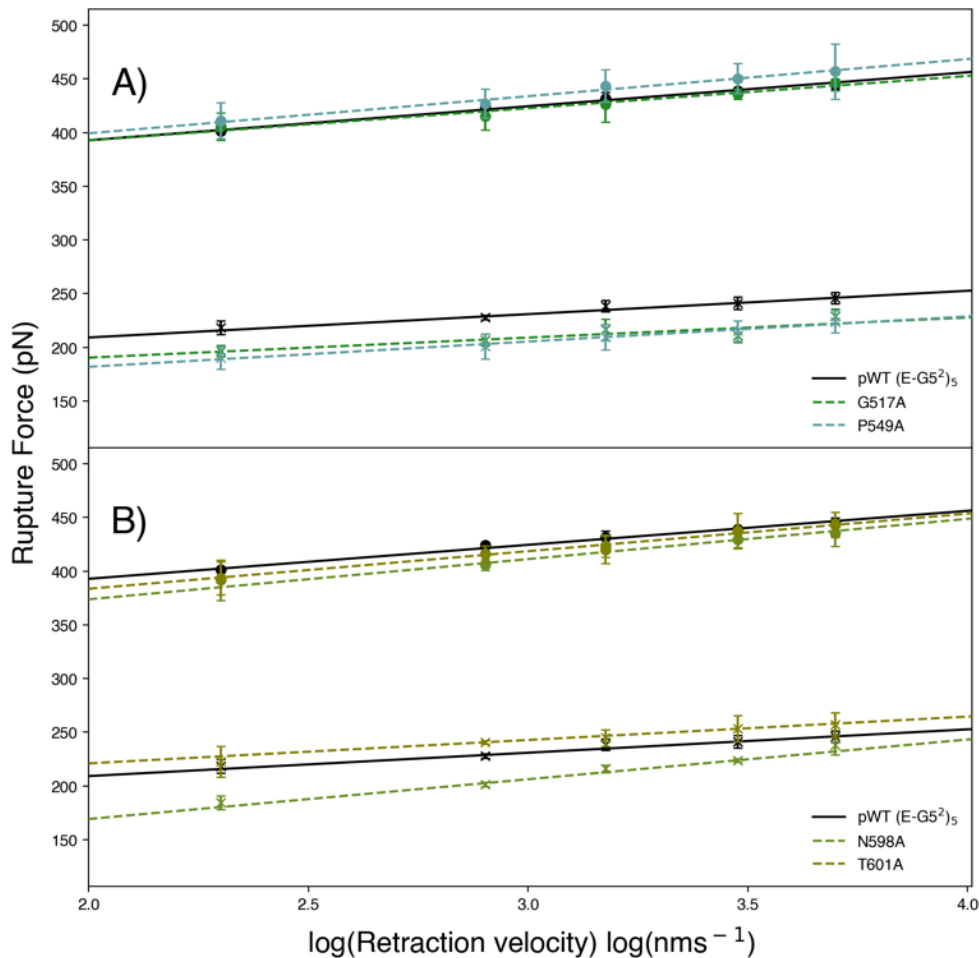 500
A)
450
400
350
300
250
200
150
pWT (E-G5²)₅
G517A
P549A
Rupture Force (pN)
500
B)
450
400
350
300
250
200
150
pWT (E-G5²)₅
N598A
T601A
2.0 2.5 3.0 3.5 4.0
log(Retraction velocity) log(nms⁻¹)